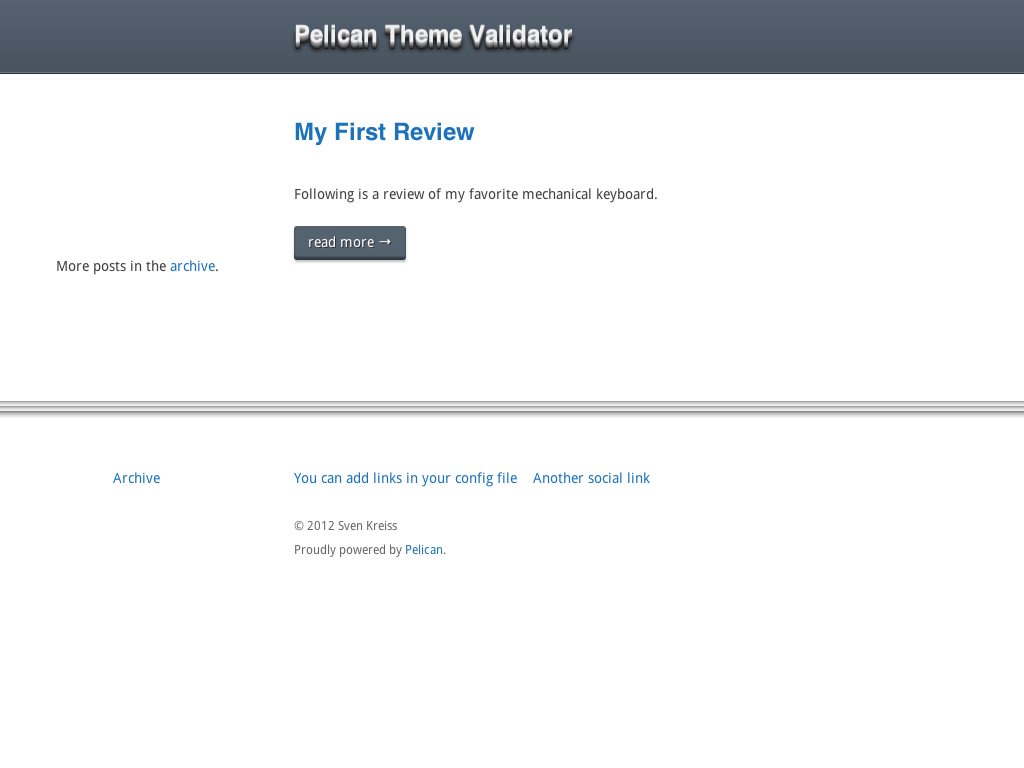 Pelican Theme Validator
My First Review
Following is a review of my favorite mechanical keyboard.
read more →
More posts in the archive.
Archive
You can add links in your config file Another social link
© 2012 Sven Kreiss
Proudly powered by Pelican.